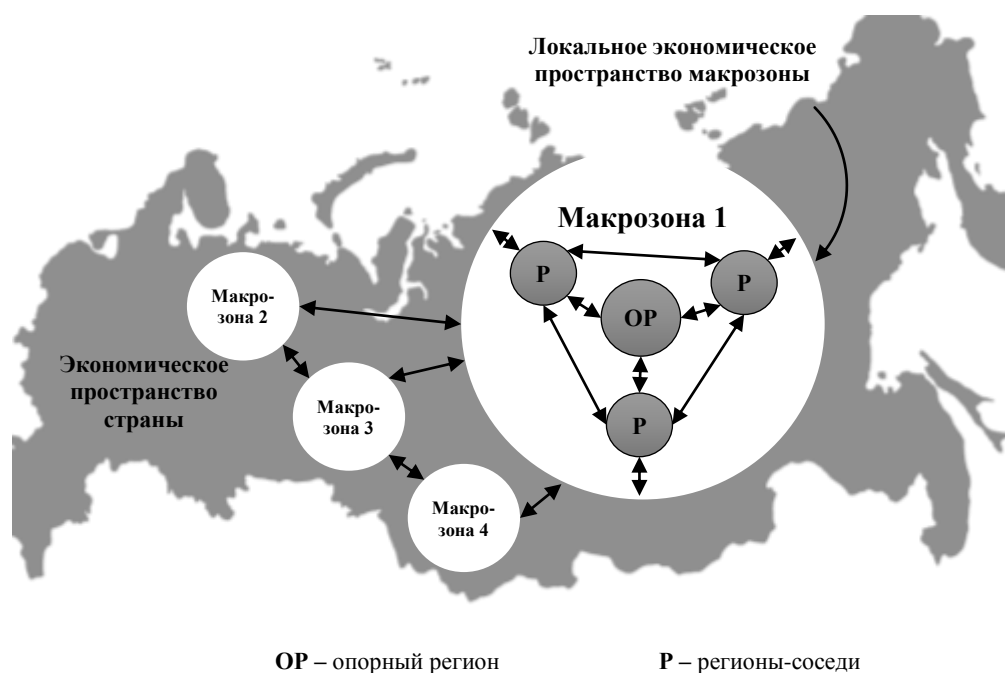 Локальное экономическое
пространство макрозоны
Макрозона 1
Р
Р
ОР
Р
Макро-
зона 2
Экономическое
пространство
страны
Макро-
зона 3
Макро-
зона 4
ОР – опорный регион
Р – регионы-соседи